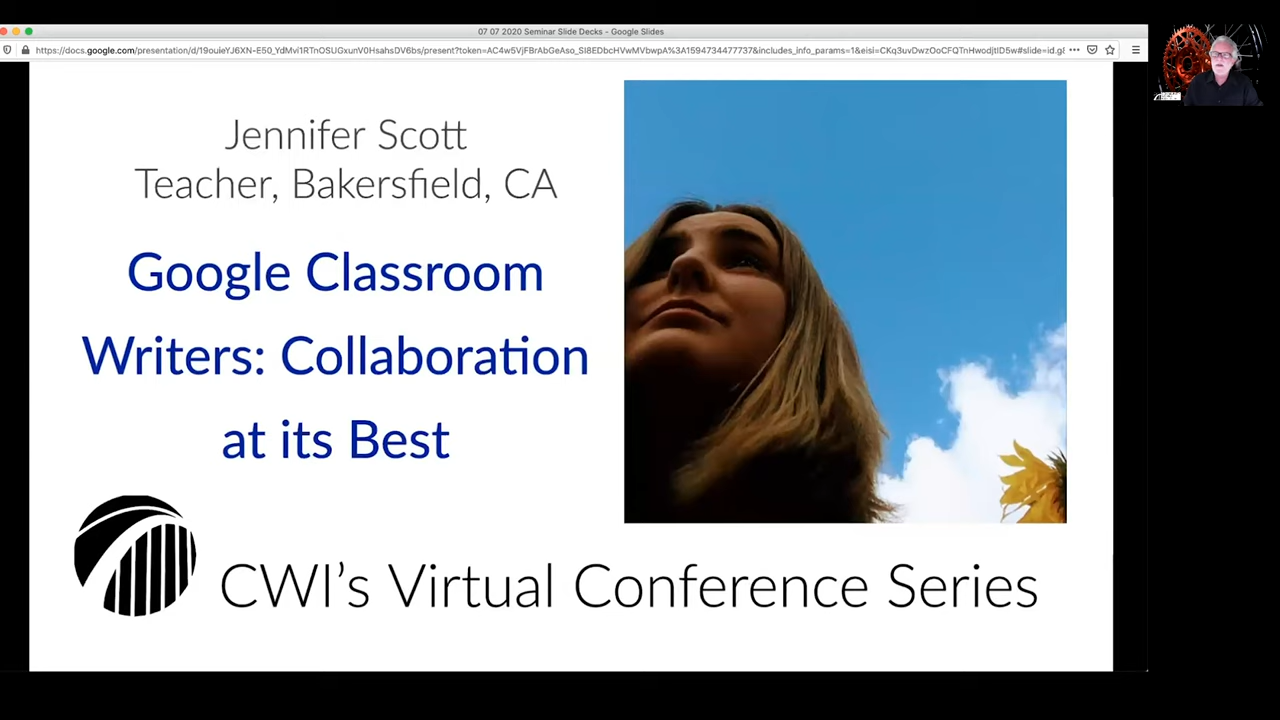 07 07 2020 Seminar Slide Decks - Google Slides
Jennifer Scott
Teacher, Bakersfield, CA
Google Classroom
Writers: Collaboration
at its Best
CWI's Virtual Conference Series